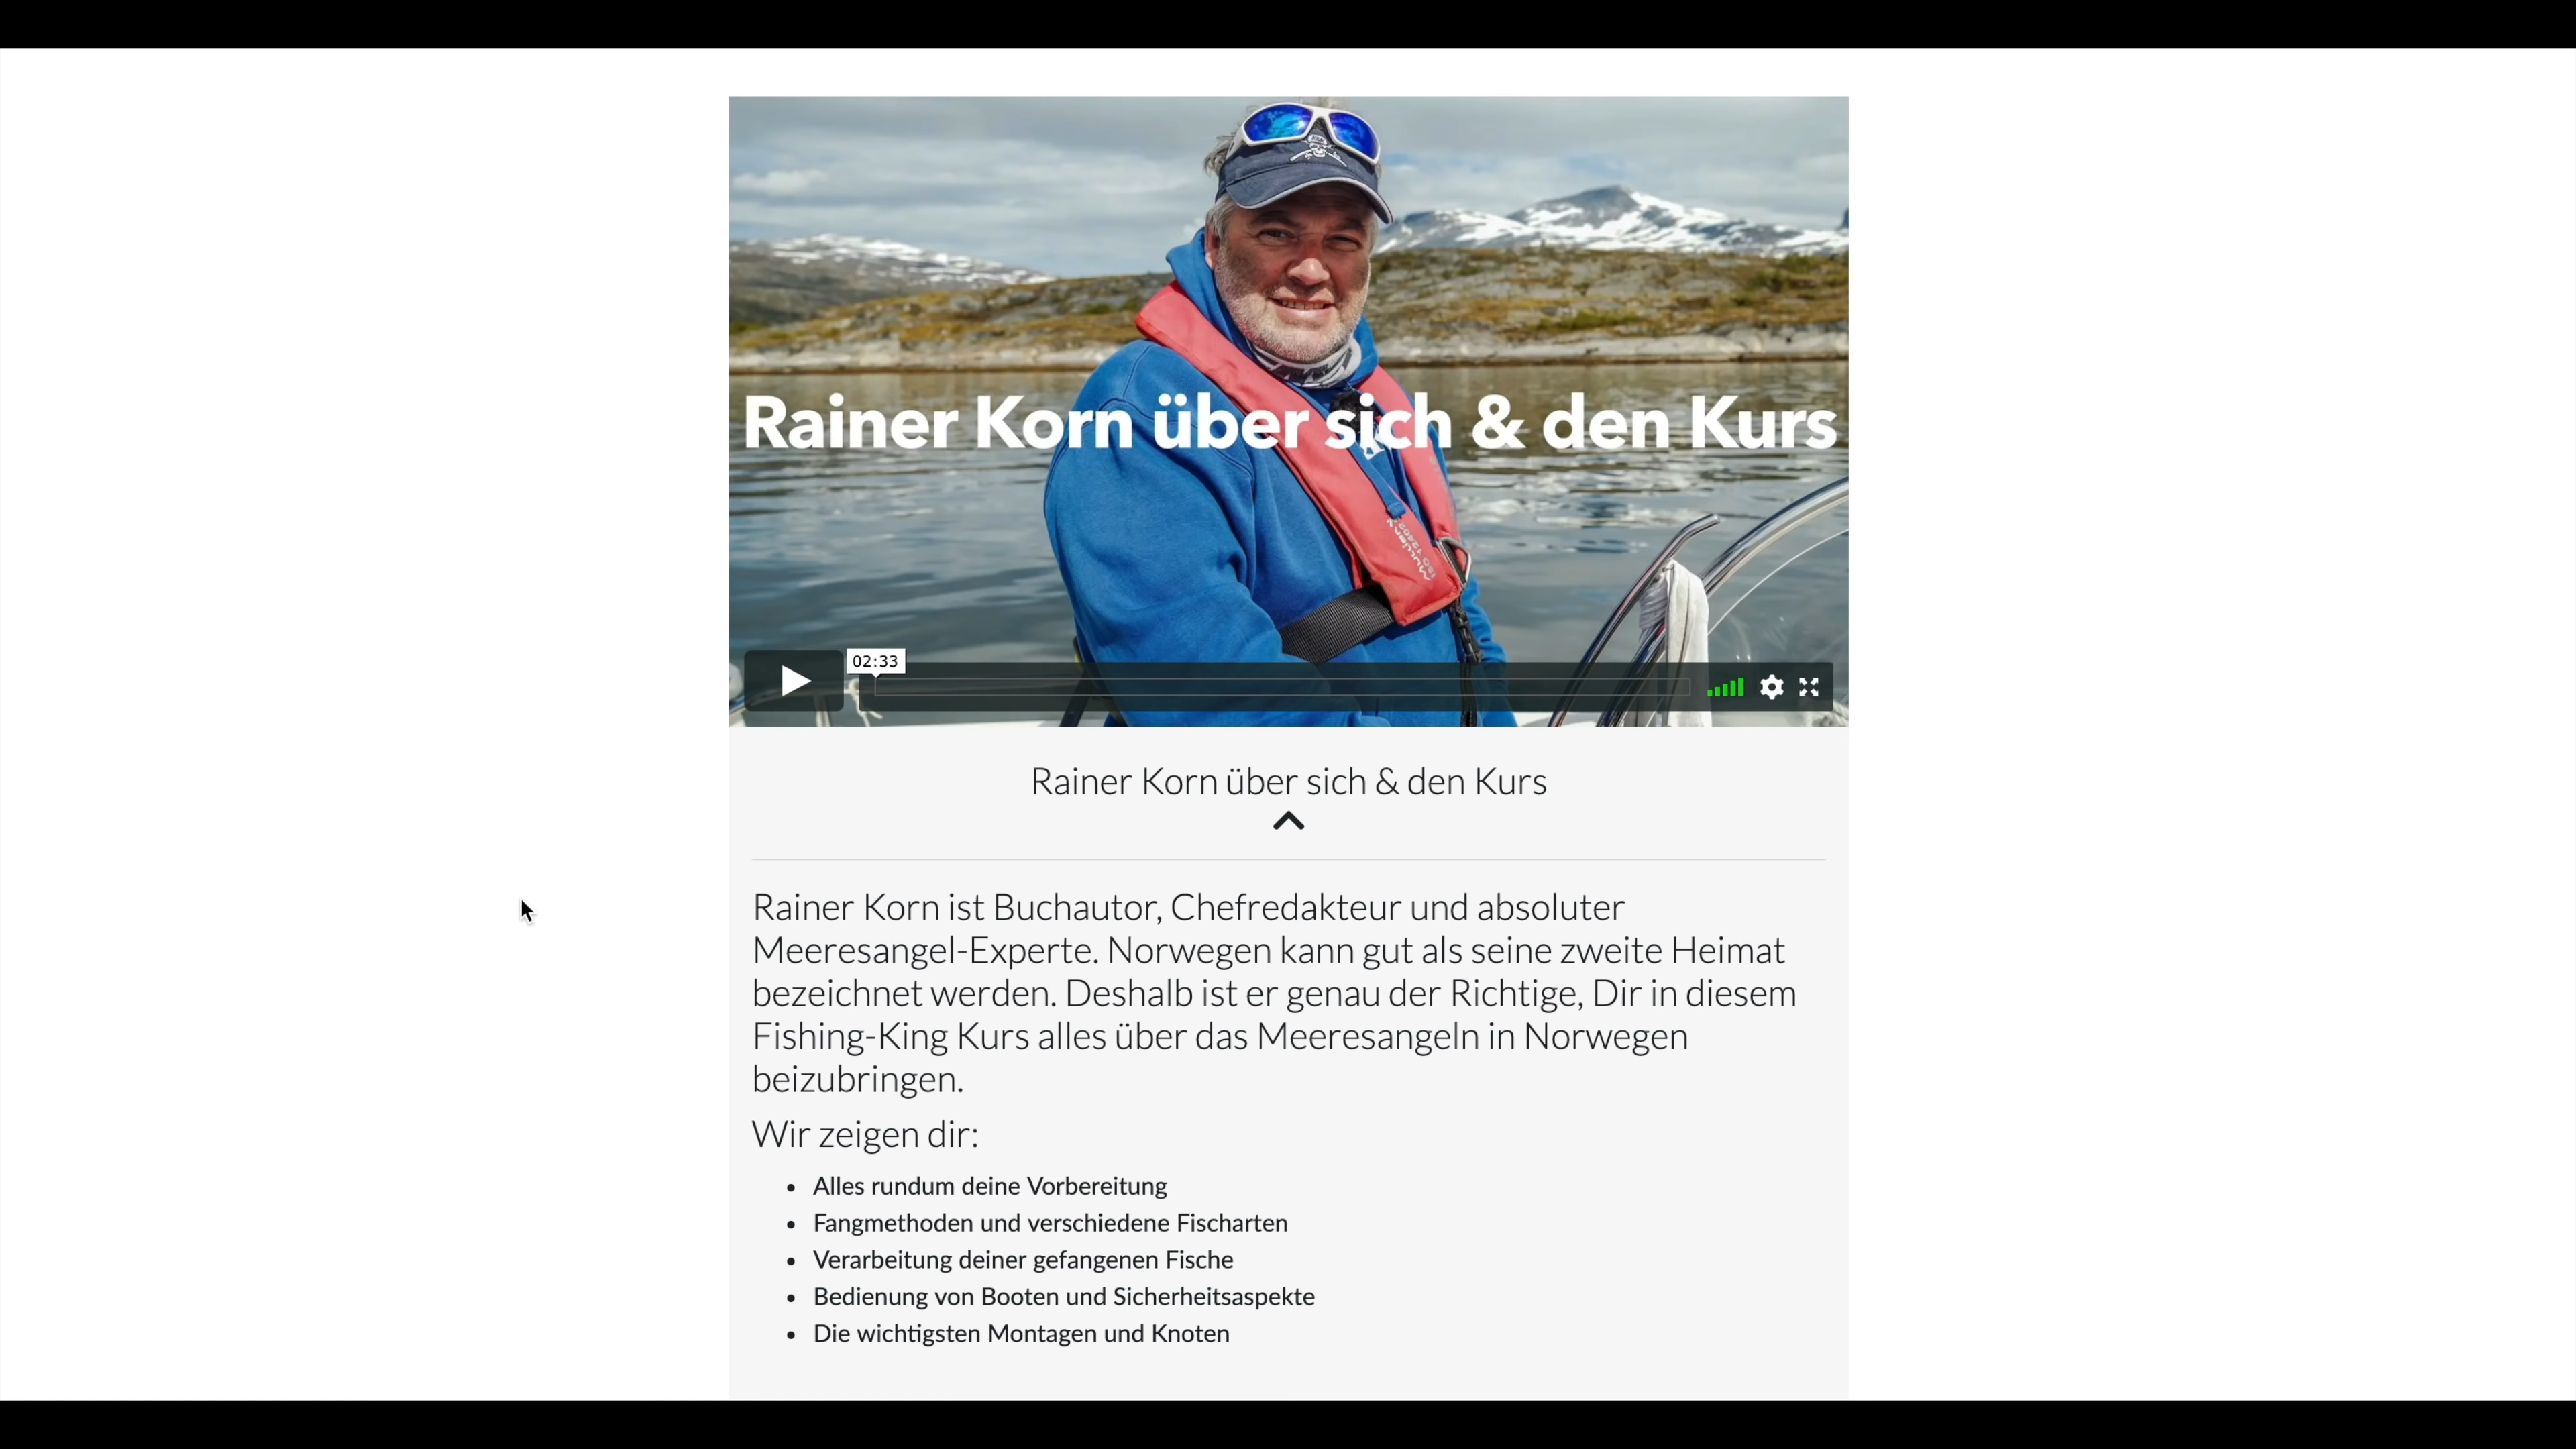 Rainer Korn über sich & den Kurs
02:33
Rainer Korn über sich & den Kurs
Rainer Korn ist Buchautor, Chefredakteur und absoluter
Meeresangel-Experte. Norwegen kann gut als seine zweite Heimat
bezeichnet werden. Deshalb ist er genau der Richtige, Dir in diesem
Fishing-King Kurs alles über das Meeresangeln in Norwegen
beizubringen.
Wir zeigen dir:
• Alles rundum deine Vorbereitung
• Fangmethoden und verschiedene Fischarten
• Verarbeitung deiner gefangenen Fische
• Bedienung von Booten und Sicherheitsaspekte
• Die wichtigsten Montagen und Knoten